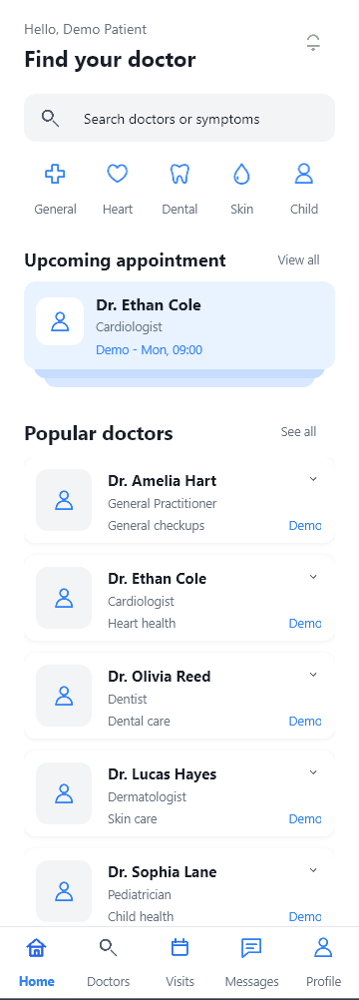 Hello, Demo Patient
Find your doctor
Search doctors or symptoms
General Heart Dental Skin Child
Upcoming appointment View all
Dr. Ethan Cole
Cardiologist
Demo - Mon, 09:00
Popular doctors See all
Dr. Amelia Hart
General Practitioner
General checkups Demo
Dr. Ethan Cole
Cardiologist
Heart health Demo
Dr. Olivia Reed
Dentist
Dental care Demo
Dr. Lucas Hayes
Dermatologist
Skin care Demo
Dr. Sophia Lane
Pediatrician
Child health Demo
Home Doctors Visits Messages Profile